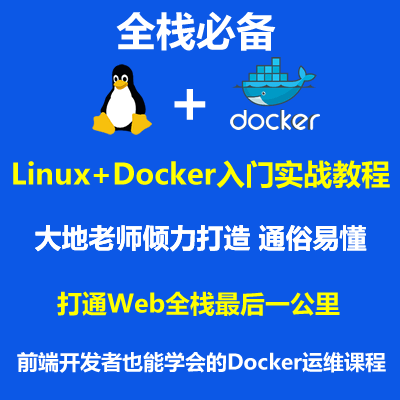 全栈必备
+
docker
Linux+Docker入门实战教程
大地老师倾力打造 通俗易懂
打通Web全栈最后一公里
前端开发者也能学会的Docker运维课程